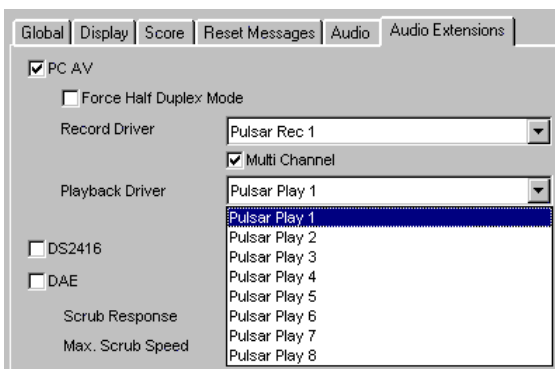 Global Display Score Reset Messages Audio Audio Extensions
PC AV
Force Half Duplex Mode
Record Driver Pulsar Rec 1
Multi Channel
Playback Driver Pulsar Play 1
Pulsar Play 1
DS2416 Pulsar Play 2
Pulsar Play 3
DAE Pulsar Play 4
Pulsar Play 5
Scrub Response Pulsar Play 6
Pulsar Play 7
Max. Scrub Speed Pulsar Play 8